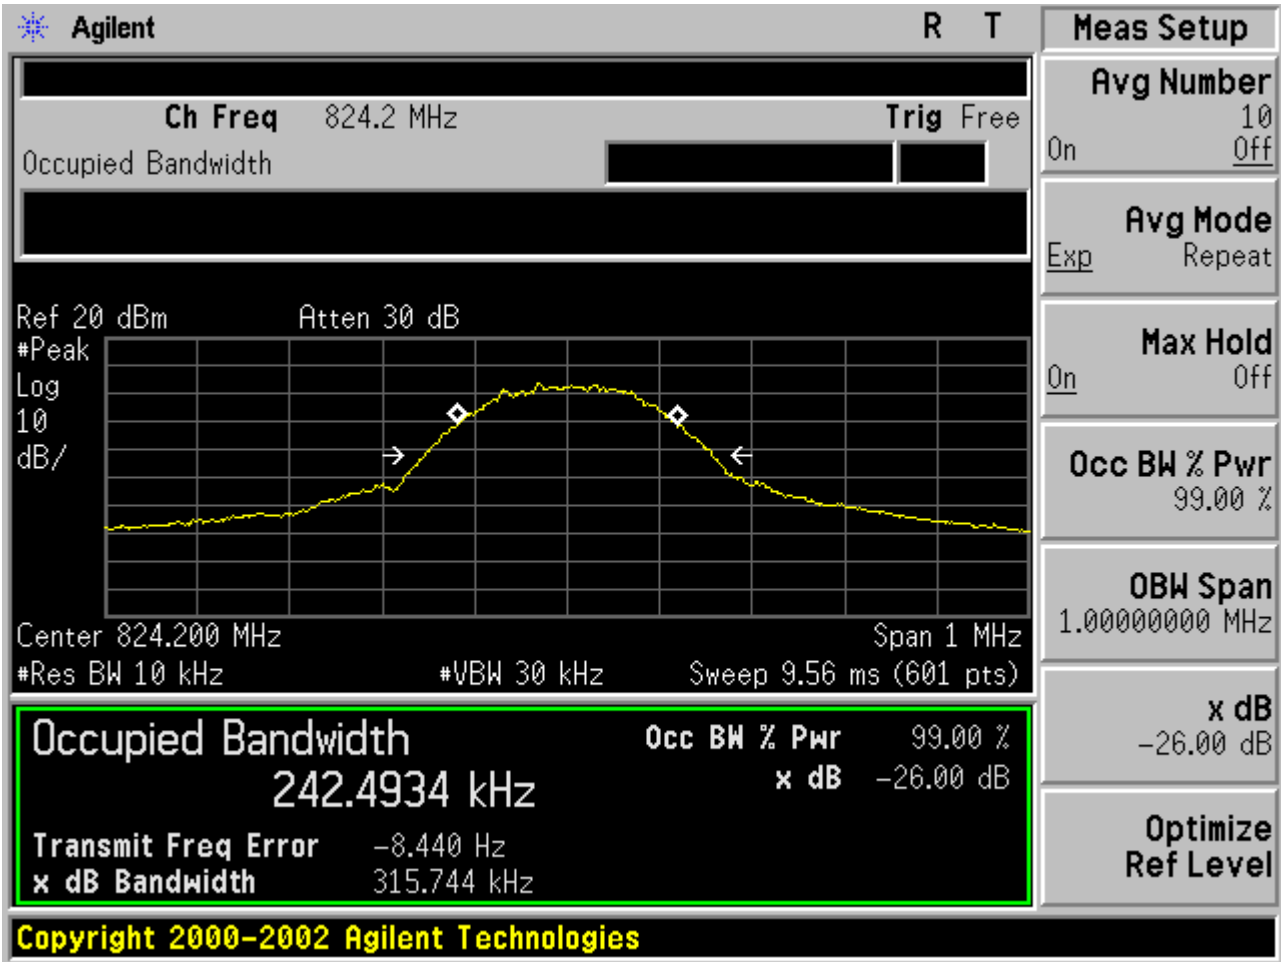 Agilent R T
Meas Setup
Ch Freq 824.2 MHz Trig Free
Occupied Bandwidth
Ref 20 dBm Atten 30 dB
#Peak
Log
10
dB/
Center 824.200 MHz Span 1 MHz
#Res BW 10 kHz #VBW 30 kHz Sweep 9.56 ms (601 pts)
Occupied Bandwidth
242.4934 kHz
Occ BW % Pwr 99.00 %
x dB -26.00 dB
Transmit Freq Error -8.440 Hz
x dB Bandwidth 315.744 kHz
Avg Number
10
On Off
Avg Mode
Exp Repeat
Max Hold
On Off
Occ BW % Pwr
99.00 %
OBW Span
1.00000000 MHz
x dB
-26.00 dB
Optimize
Ref Level
Copyright 2000-2002 Agilent Technologies